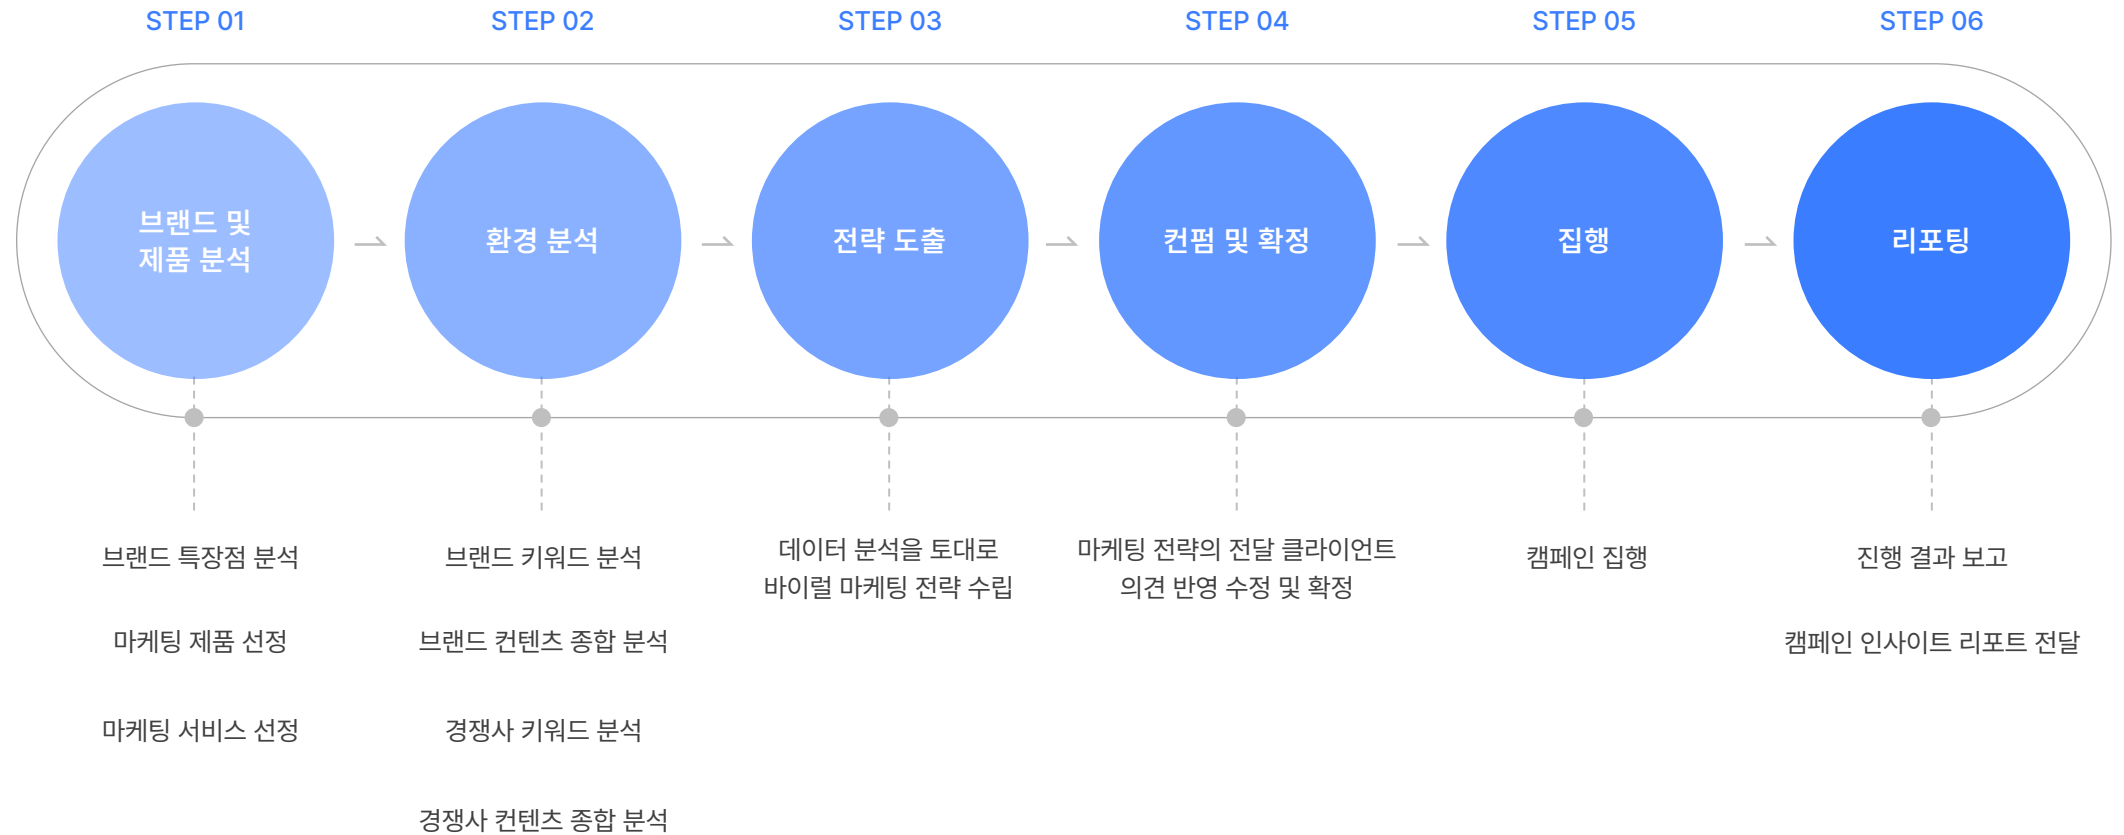 STEP 01
STEP 02
STEP 03
STEP 04
STEP 05
STEP 06
브랜드 및
제품 분석
환경 분석
전략 도출
컨펌 및 확정
집행
리포팅
브랜드 특장점 분석
마케팅 제품 선정
마케팅 서비스 선정
브랜드 키워드 분석
브랜드 컨텐츠 종합 분석
경쟁사 키워드 분석
경쟁사 컨텐츠 종합 분석
데이터 분석을 토대로
바이럴 마케팅 전략 수립
마케팅 전략의 전달 클라이언트
의견 반영 수정 및 확정
캠페인 집행
진행 결과 보고
캠페인 인사이트 리포트 전달